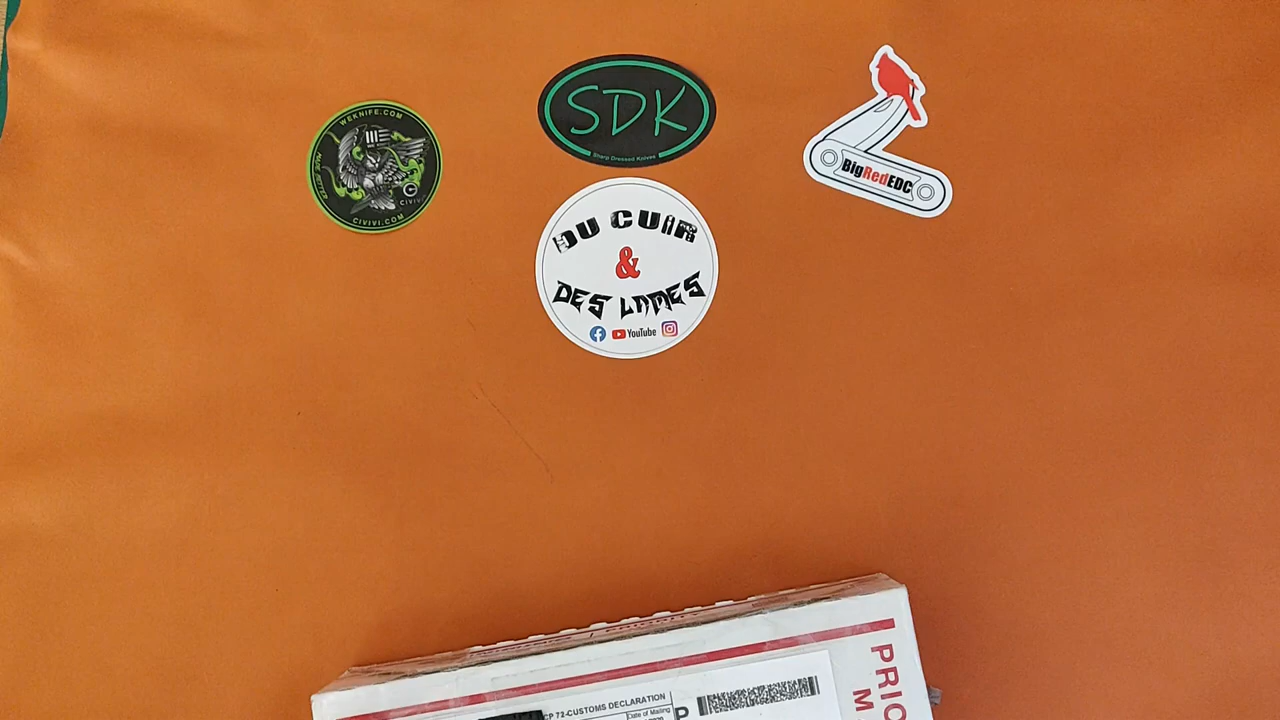 WEKNIFE.COM
CIVIVI
CIVIVI.COM
SDK
Sharp Dressed Knives
BigRedEDC
DU CUIR
&
DES LAMES
YouTube
CP 72-CUSTOMS DECLARATION
Date of Mailing
P